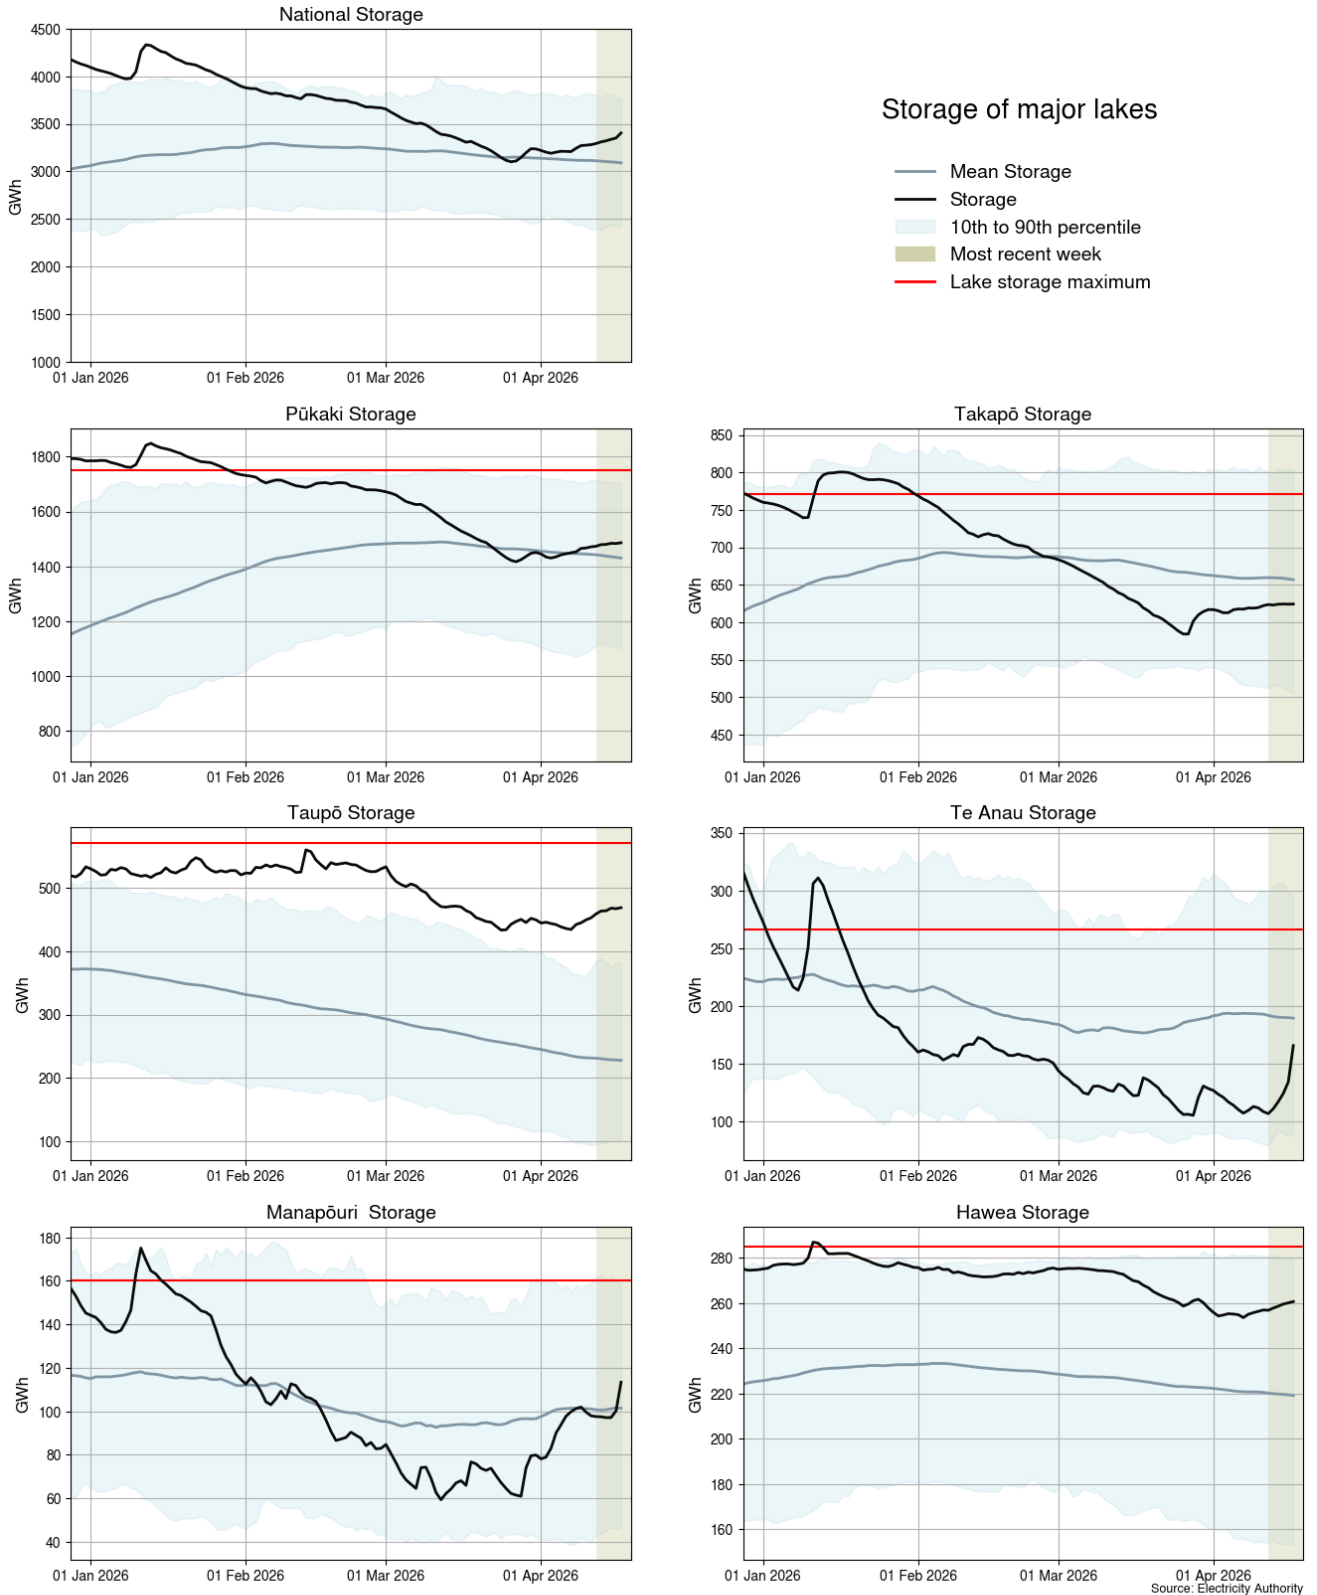 National Storage
4500
4000
3500
3000
2500
2000
1500
1000
GWh
01 Jan 2026 01 Feb 2026 01 Mar 2026 01 Apr 2026
Storage of major lakes
Mean Storage
Storage
10th to 90th percentile
Most recent week
Lake storage maximum
Pūkaki Storage
1800
1600
1400
1200
1000
800
GWh
01 Jan 2026 01 Feb 2026 01 Mar 2026 01 Apr 2026
Takapō Storage
850
800
750
700
650
600
550
500
450
GWh
01 Jan 2026 01 Feb 2026 01 Mar 2026 01 Apr 2026
Taupō Storage
500
400
300
200
100
GWh
01 Jan 2026 01 Feb 2026 01 Mar 2026 01 Apr 2026
Te Anau Storage
350
300
250
200
150
100
GWh
01 Jan 2026 01 Feb 2026 01 Mar 2026 01 Apr 2026
Manapōuri  Storage
180
160
140
120
100
80
60
40
GWh
01 Jan 2026 01 Feb 2026 01 Mar 2026 01 Apr 2026
Hawea Storage
280
260
240
220
200
180
160
GWh
01 Jan 2026 01 Feb 2026 01 Mar 2026 01 Apr 2026
Source: Electricity Authority